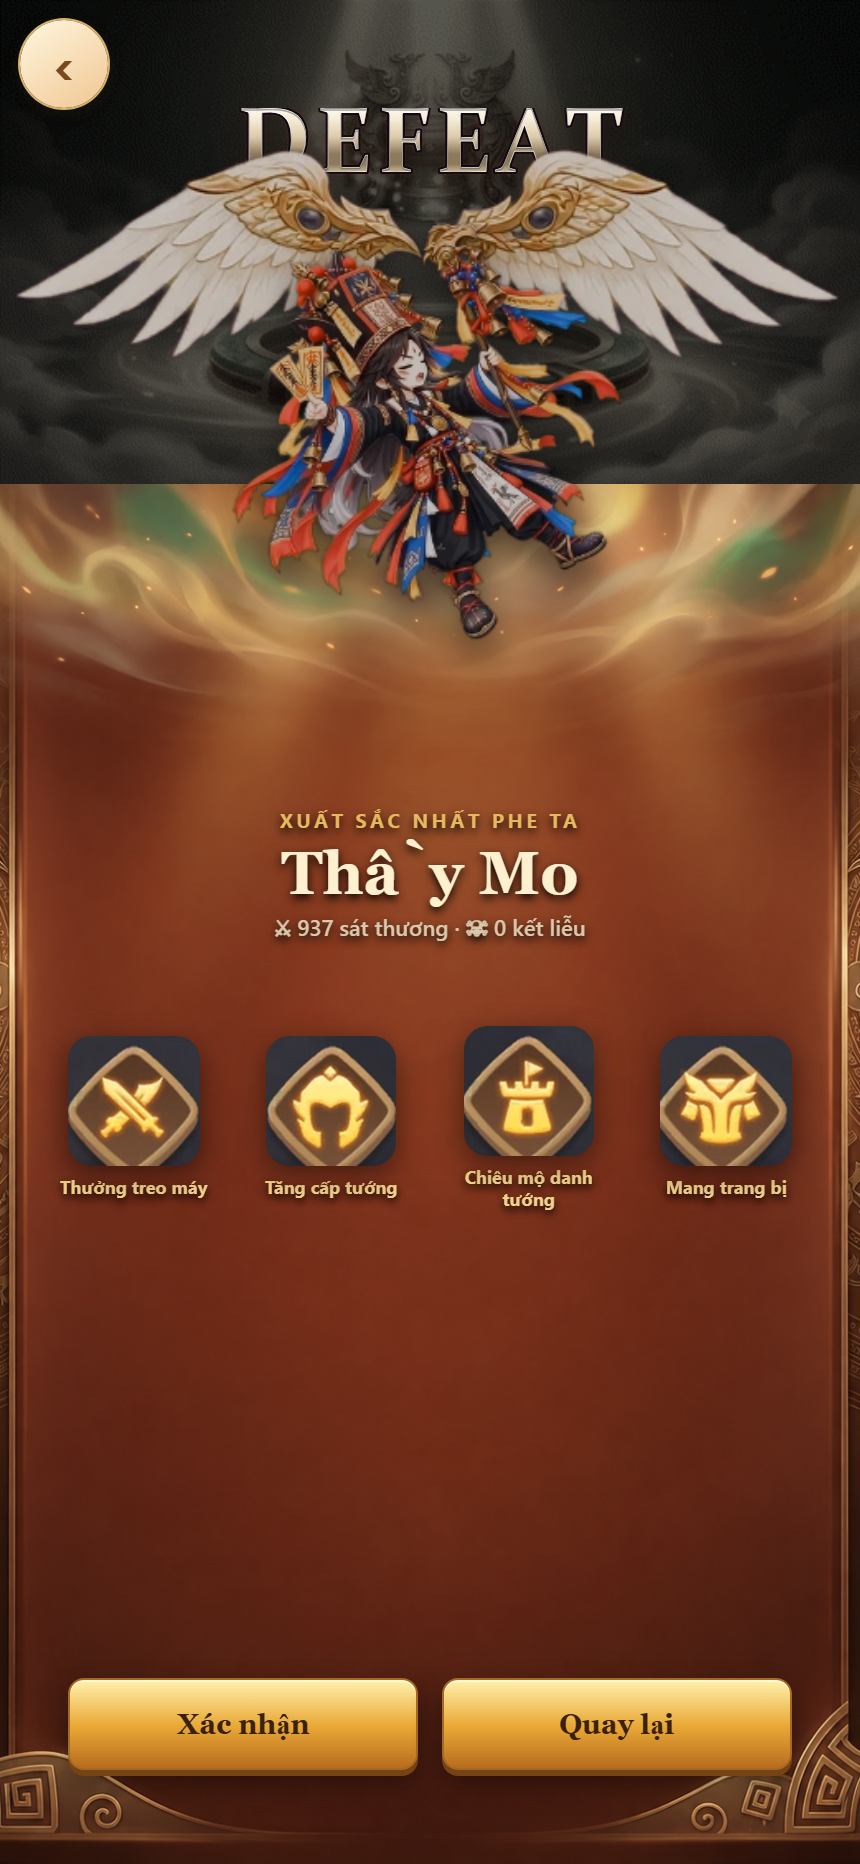 DEFEAT
XUẤT SẮC NHẤT PHE TA
Thầy Mo
⚔ 937 sát thương · ☠ 0 kết liễu
Thưởng treo máy
Tăng cấp tướng
Chiêu mộ danh
tướng
Mang trang bị
Xác nhận
Quay lại